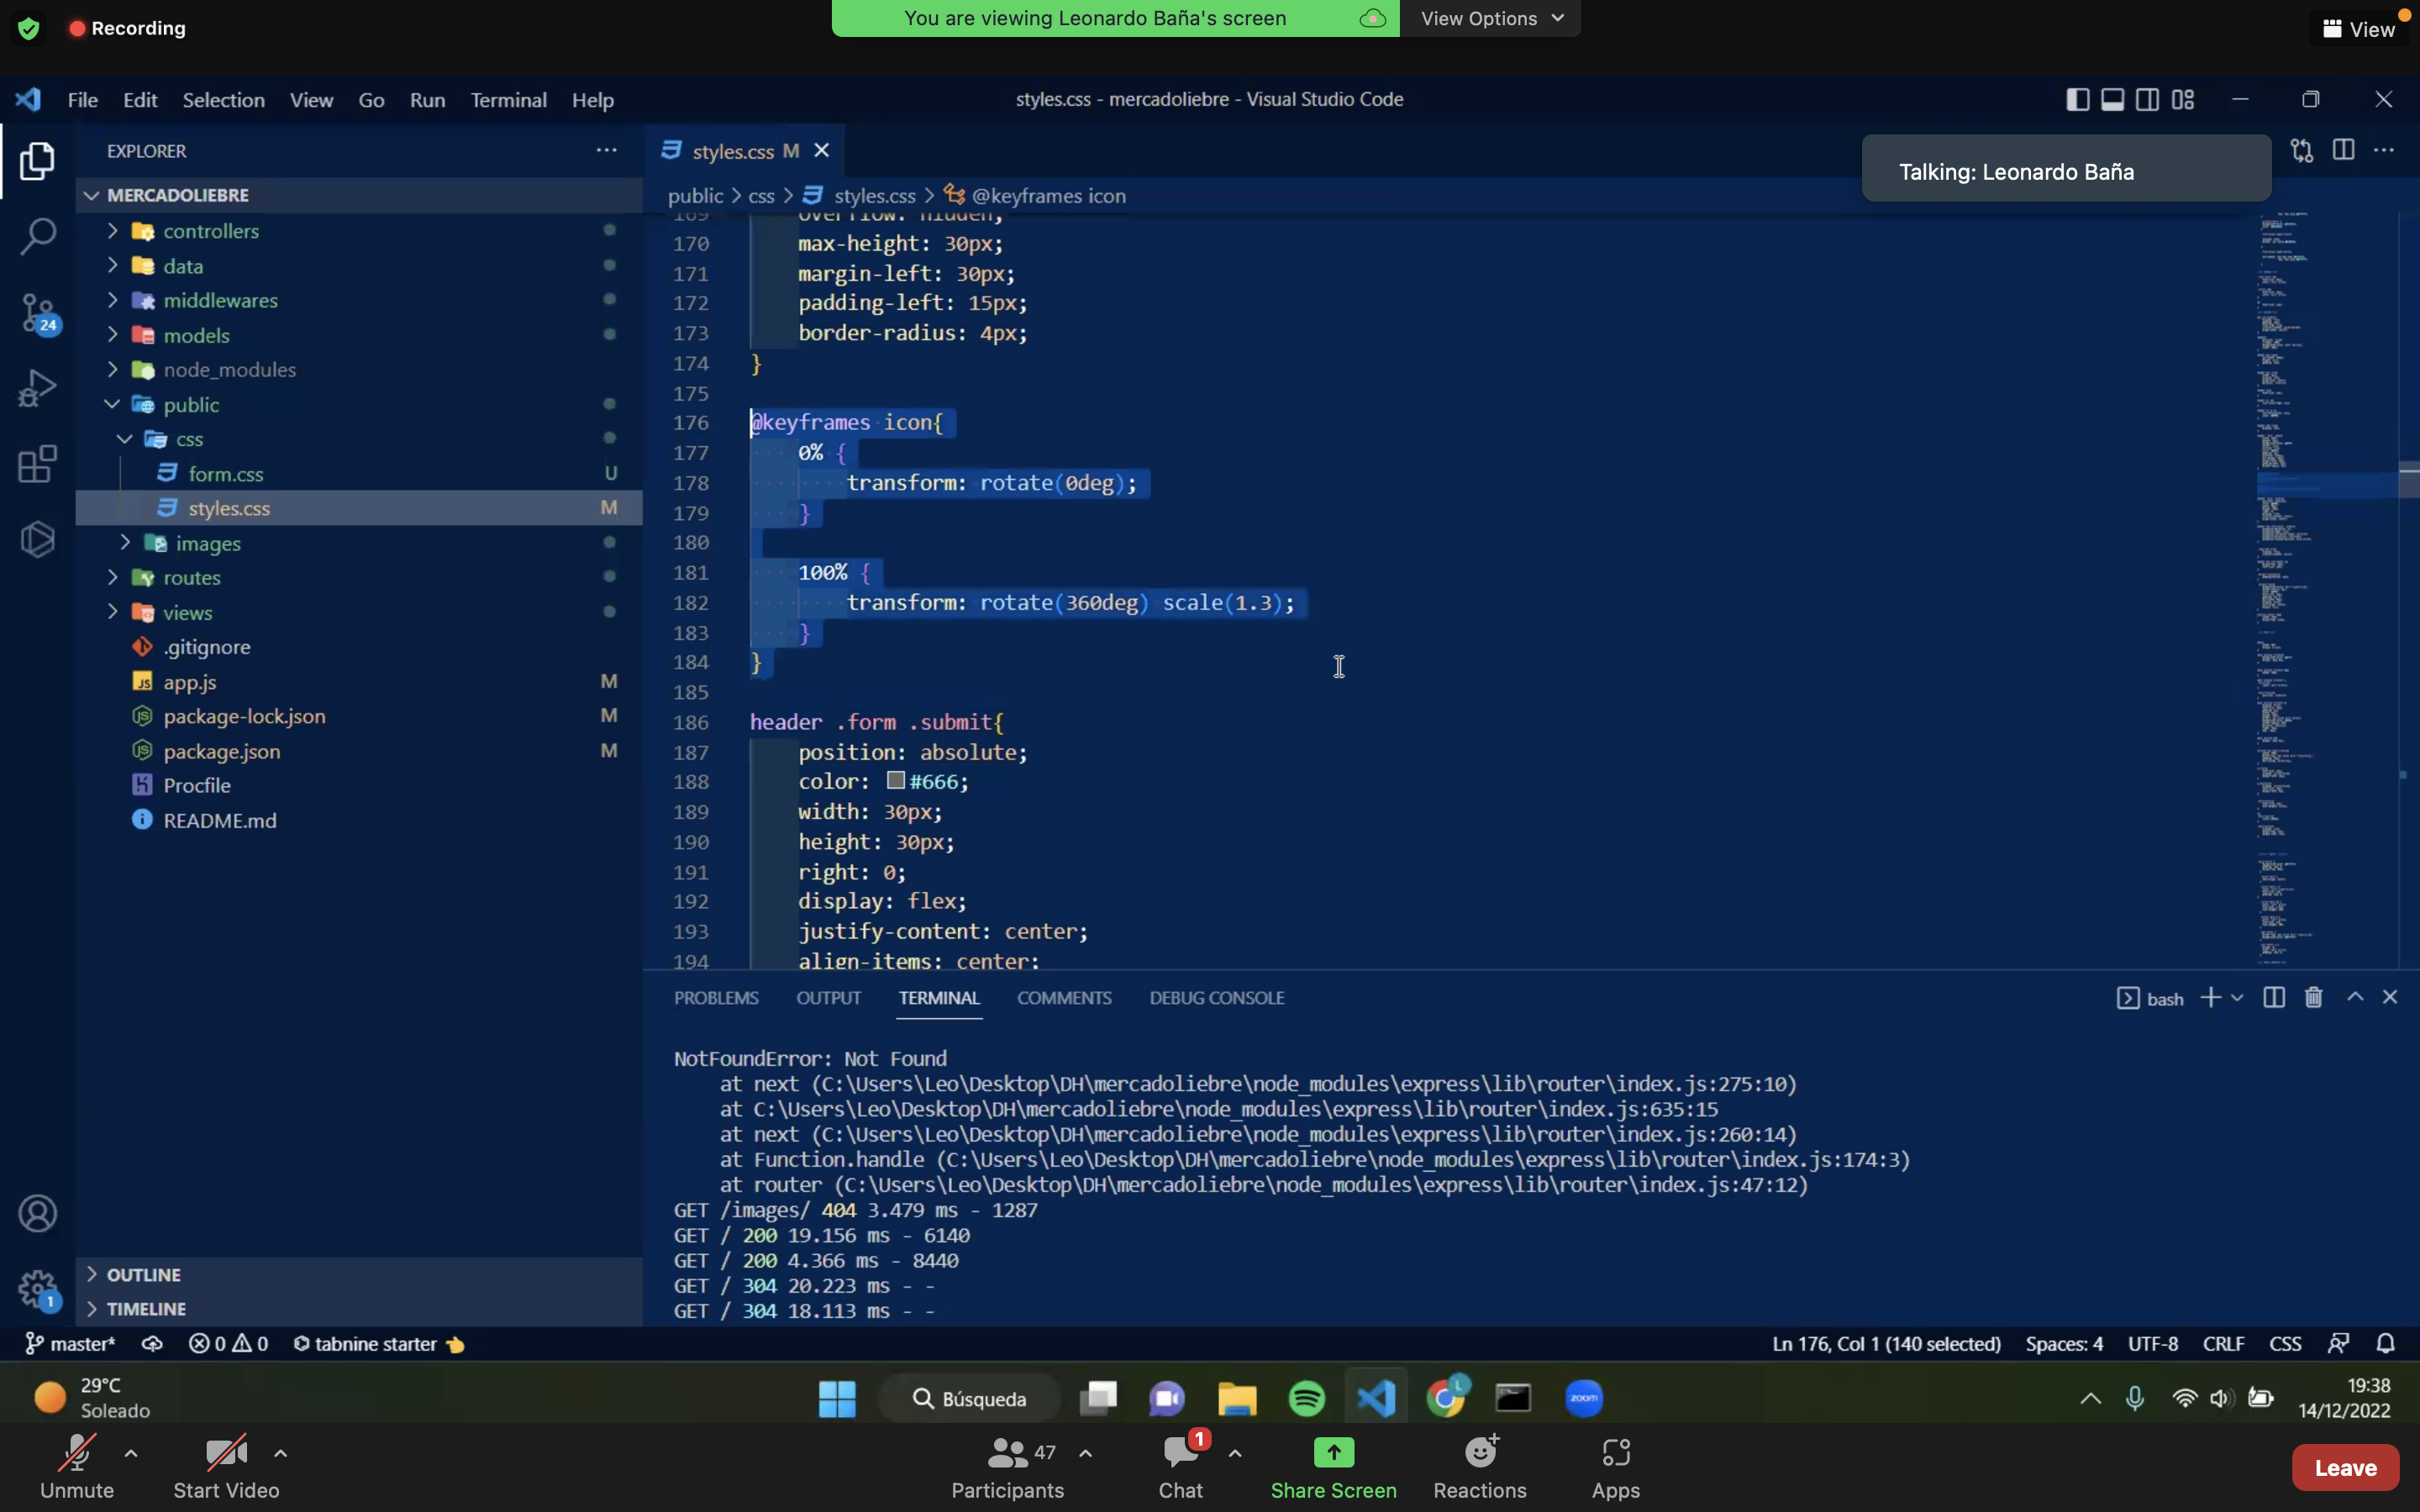 Recording
You are viewing Leonardo Baña's screen
View Options
View
File Edit Selection View Go Run Terminal Help
styles.css - mercadoliebre - Visual Studio Code
Talking: Leonardo Baña
EXPLORER
MERCADOLIEBRE
controllers
data
middlewares
models
node_modules
public
css
form.css U
styles.css M
images
routes
views
.gitignore
app.js M
package-lock.json M
package.json M
Procfile
README.md
OUTLINE
TIMELINE
24
1
styles.css M
public > css > styles.css > @keyframes icon
169 overflow: hidden;
170 max-height: 30px;
171 margin-left: 30px;
172 padding-left: 15px;
173 border-radius: 4px;
174 }
175
176 @keyframes icon{
177 0% {
178 transform: rotate(0deg);
179 }
180
181 100% {
182 transform: rotate(360deg) scale(1.3);
183 }
184 }
185
186 header .form .submit{
187 position: absolute;
188 color: #666;
189 width: 30px;
190 height: 30px;
191 right: 0;
192 display: flex;
193 justify-content: center;
194 align-items: center;
PROBLEMS OUTPUT TERMINAL COMMENTS DEBUG CONSOLE
bash
NotFoundError: Not Found
at next (C:\Users\Leo\Desktop\DH\mercadoliebre\node_modules\express\lib\router\index.js:275:10)
at C:\Users\Leo\Desktop\DH\mercadoliebre\node_modules\express\lib\router\index.js:635:15
at next (C:\Users\Leo\Desktop\DH\mercadoliebre\node_modules\express\lib\router\index.js:260:14)
at Function.handle (C:\Users\Leo\Desktop\DH\mercadoliebre\node_modules\express\lib\router\index.js:174:3)
at router (C:\Users\Leo\Desktop\DH\mercadoliebre\node_modules\express\lib\router\index.js:47:12)
GET /images/ 404 3.479 ms - 1287
GET / 200 19.156 ms - 6140
GET / 200 4.366 ms - 8440
GET / 304 20.223 ms - -
GET / 304 18.113 ms - -
master* 0 0 tabnine starter
Ln 176, Col 1 (140 selected) Spaces: 4 UTF-8 CRLF CSS
29°C
Soleado
Búsqueda
L
zoom
19:38
14/12/2022
Unmute
Start Video
47
Participants
1
Chat
Share Screen
Reactions
Apps
Leave